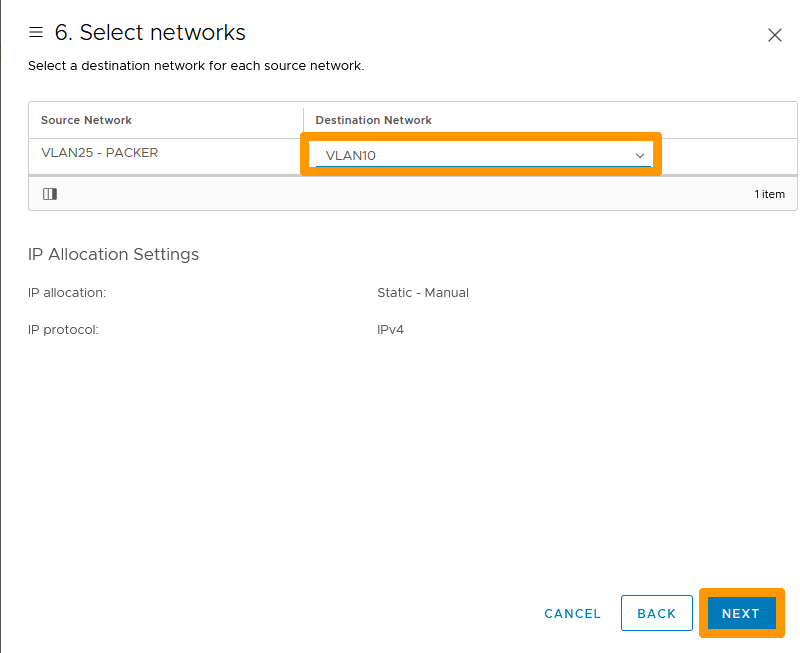 6. Select networks
Select a destination network for each source network.
Source Network Destination Network
VLAN25 - PACKER VLAN10
1 item
IP Allocation Settings
IP allocation: Static - Manual
IP protocol: IPv4
CANCEL BACK NEXT